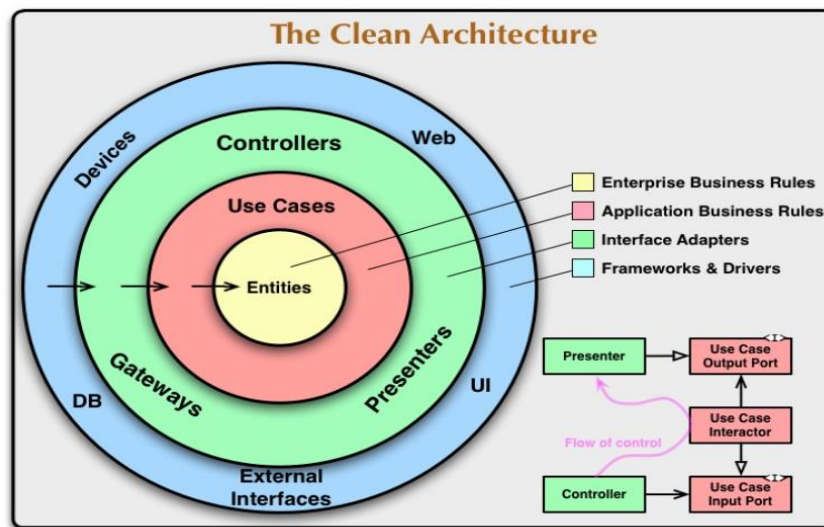 The Clean Architecture
Devices
Web
Controllers
Use Cases
Entities
Gateways
Presenters
DB
UI
External
Interfaces
Enterprise Business Rules
Application Business Rules
Interface Adapters
Frameworks & Drivers
Presenter
<I>
Use Case
Output Port
Use Case
Interactor
Flow of control
Controller
<I>
Use Case
Input Port